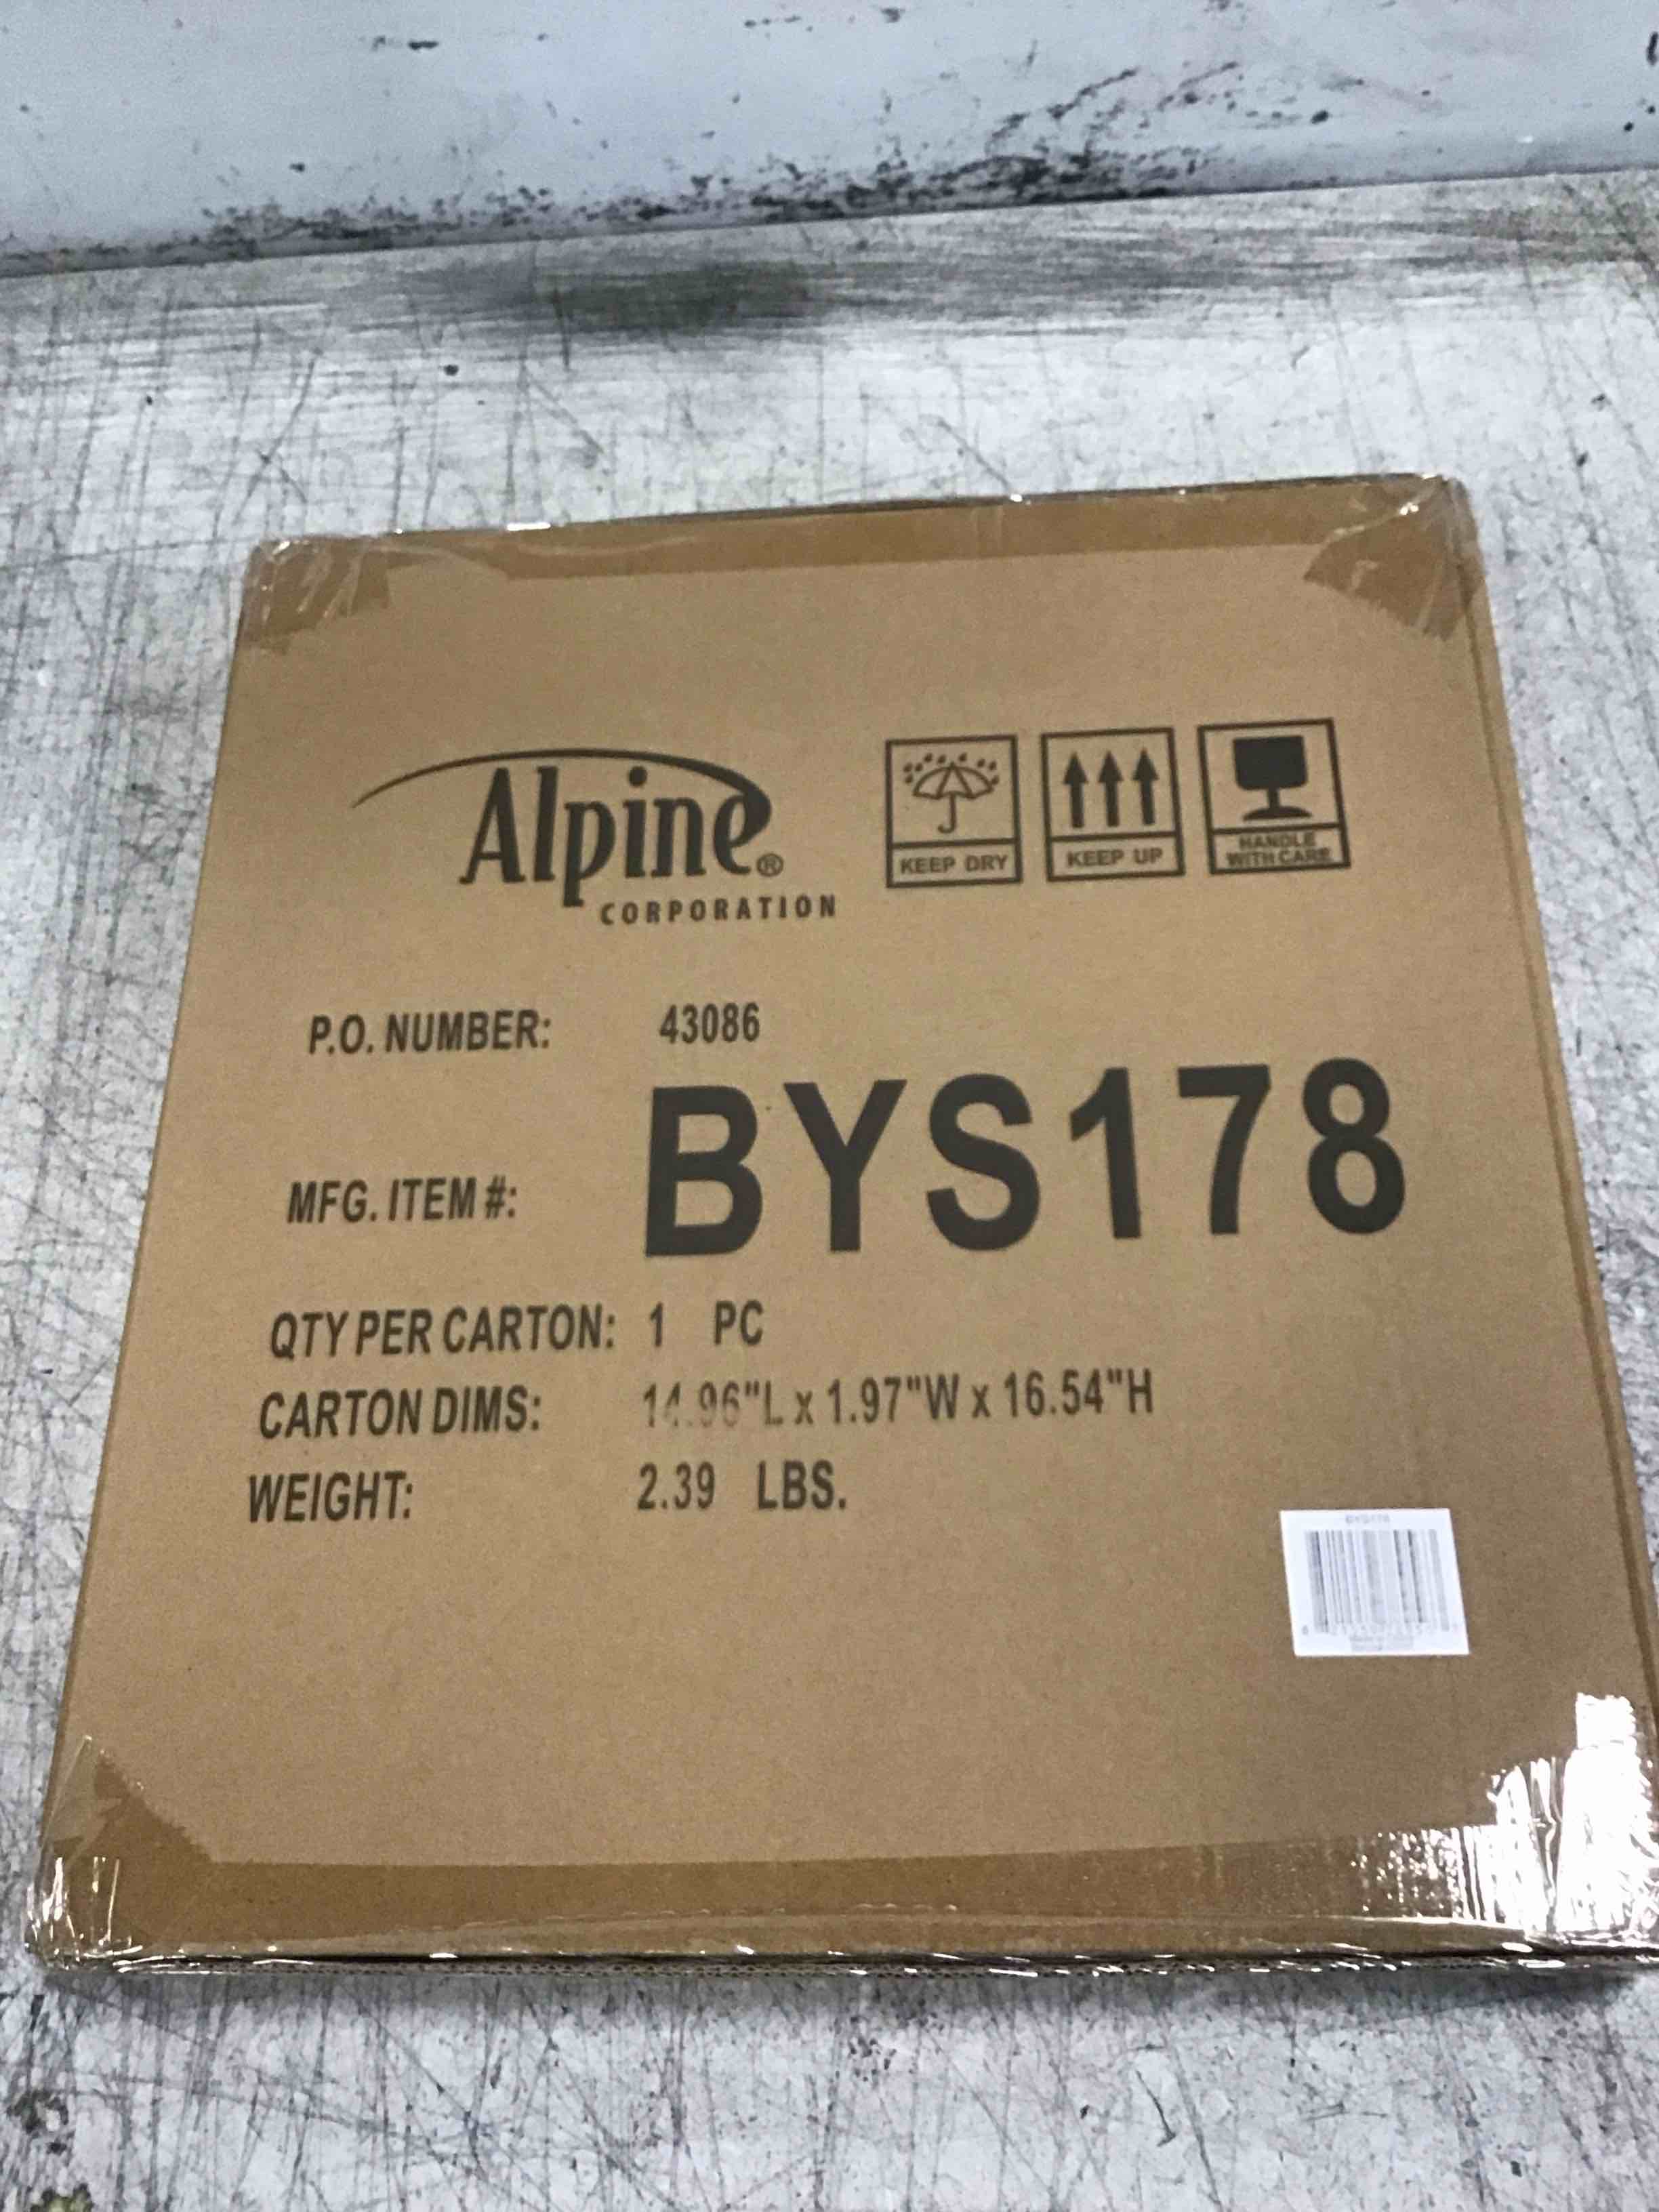 Alpine®
CORPORATION
KEEP DRY
KEEP UP
HANDLE
WITH CARE
P.O. NUMBER: 43086
MFG. ITEM #: BYS178
QTY PER CARTON: 1 PC
CARTON DIMS: 14.96"L x 1.97"W x 16.54"H
WEIGHT: 2.39 LBS.
BYS178